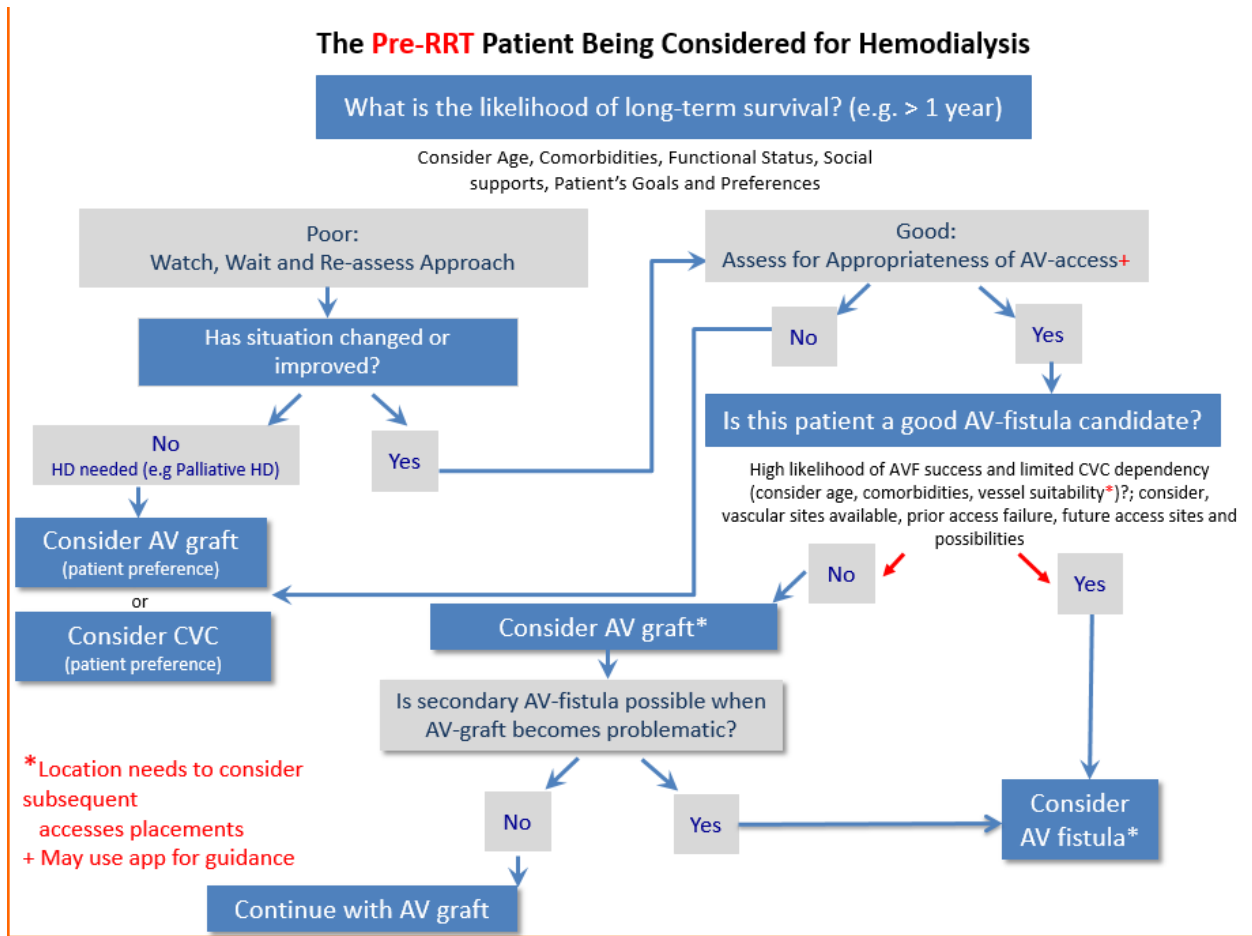 The Pre-RRT Patient Being Considered for Hemodialysis
What is the likelihood of long-term survival? (e.g. > 1 year)
Consider Age, Comorbidities, Functional Status, Social
supports, Patient's Goals and Preferences
Poor:
Watch, Wait and Re-assess Approach
Good:
Assess for Appropriateness of AV-access+
Has situation changed or
improved?
No
Yes
No
HD needed (e.g Palliative HD)
Yes
Is this patient a good AV-fistula candidate?
High likelihood of AVF success and limited CVC dependency
(consider age, comorbidities, vessel suitability*)?; consider,
vascular sites available, prior access failure, future access sites and
possibilities
Consider AV graft
(patient preference)
or
Consider CVC
(patient preference)
No
Yes
Consider AV graft*
Is secondary AV-fistula possible when
AV-graft becomes problematic?
*Location needs to consider
subsequent
accesses placements
+ May use app for guidance
No
Yes
Consider
AV fistula*
Continue with AV graft